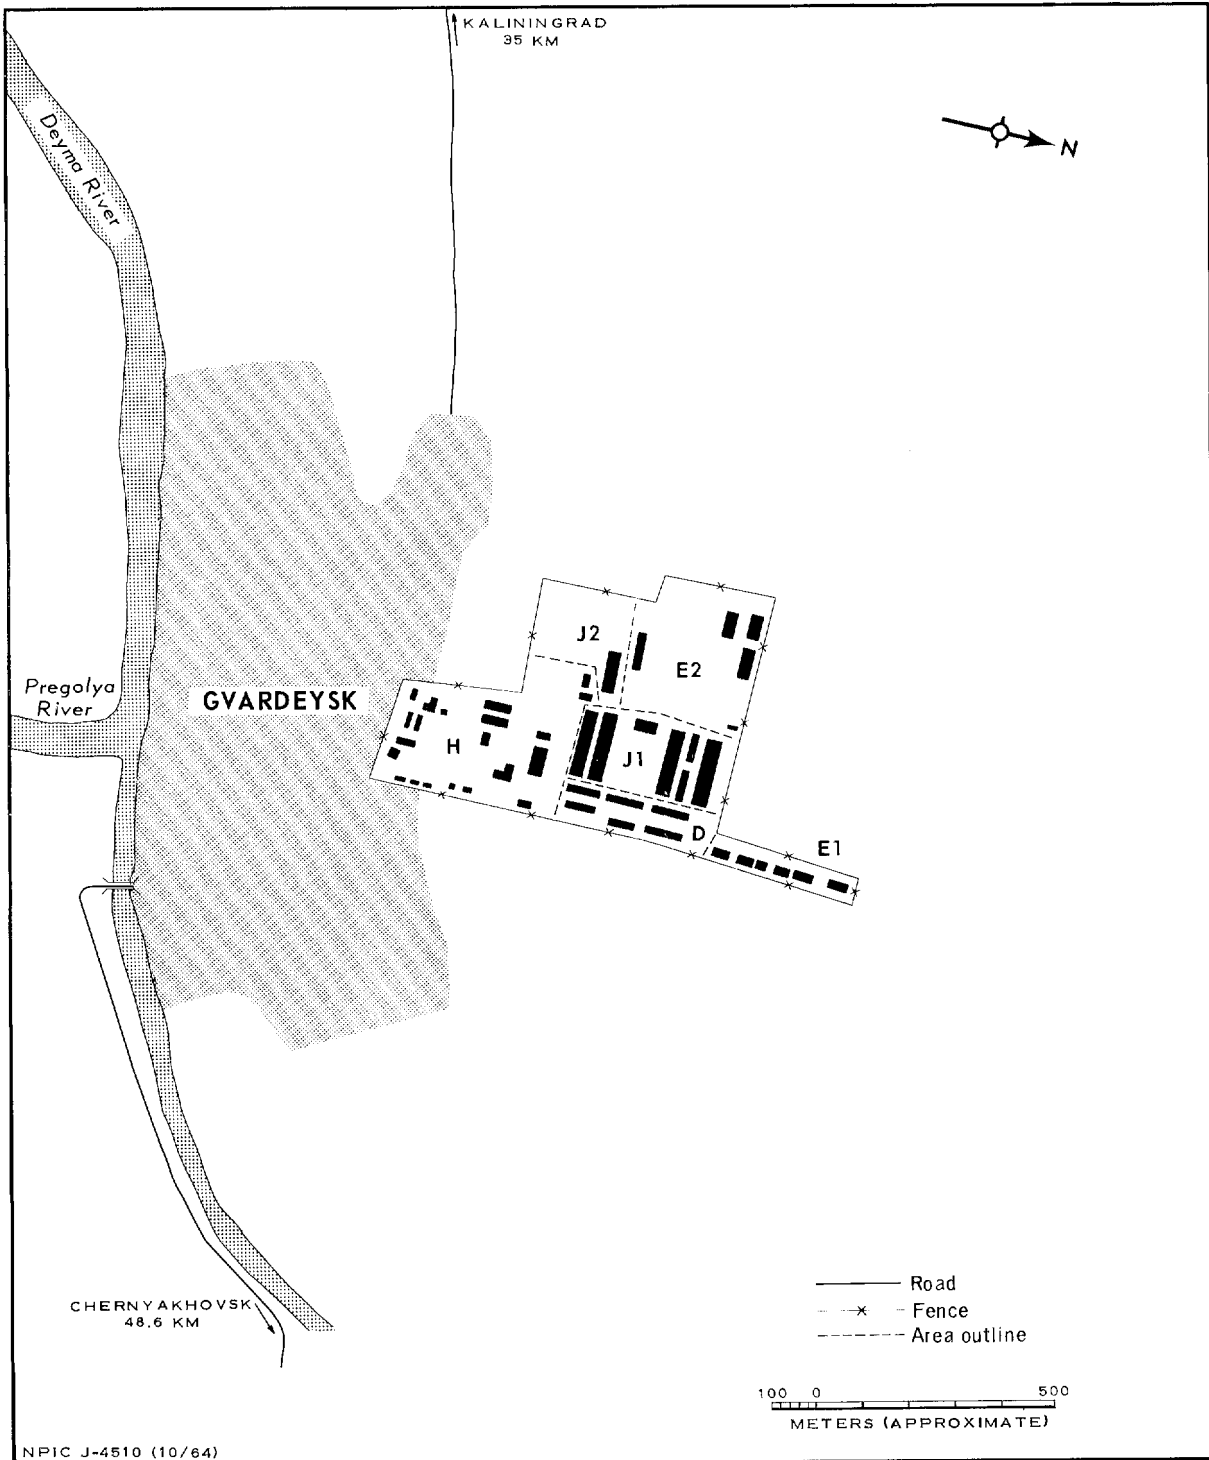 KALININGRAD
35 KM
N
Deyma River
J2
E2
Pregolya
River
GVARDEYSK
H
J1
D
E1
CHERNYAKHOVSK
48.6 KM
Road
Fence
Area outline
100 0 500
METERS (APPROXIMATE)
NPIC J-4510 (10/64)